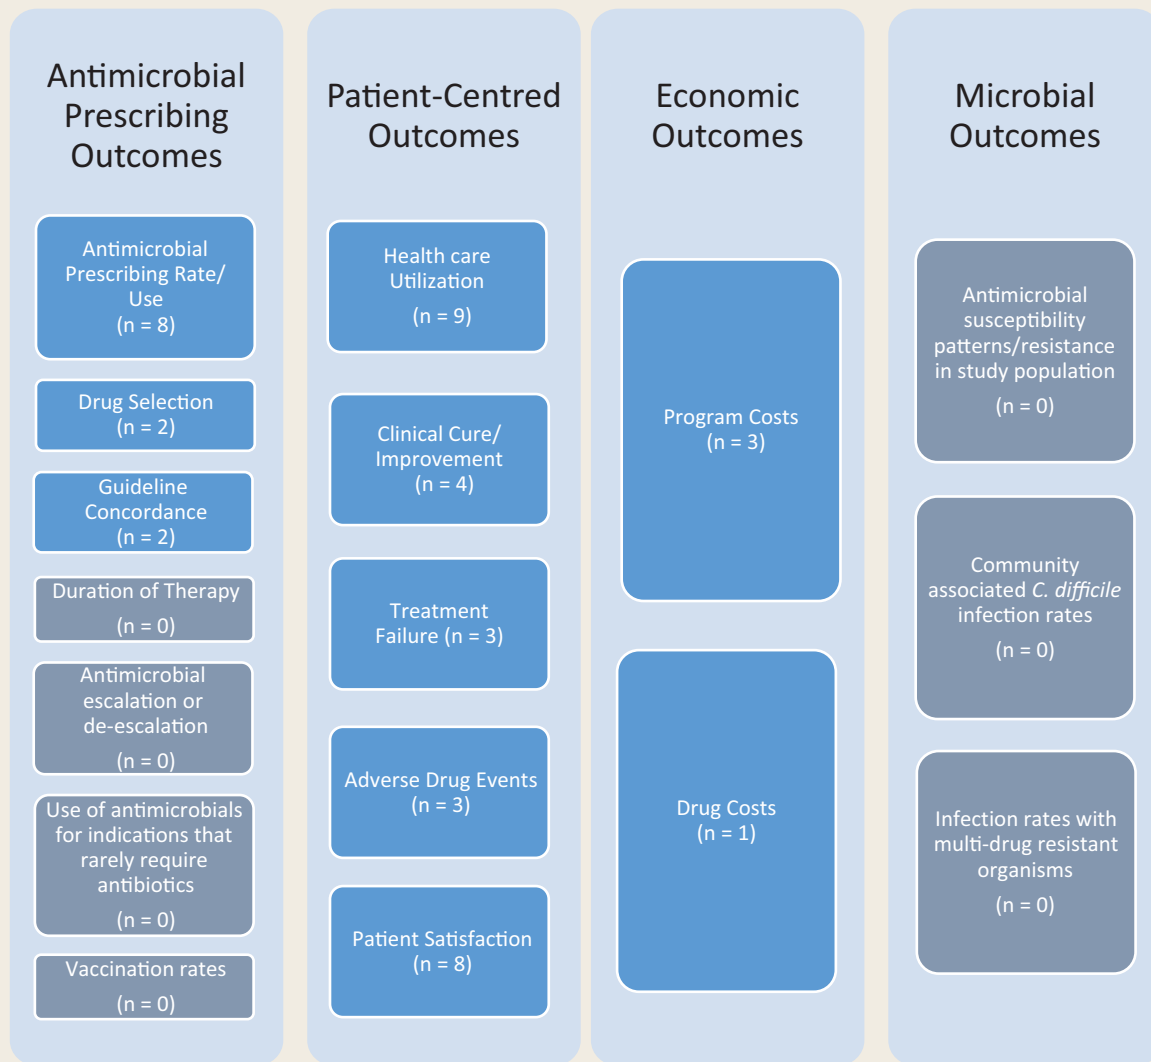 Antimicrobial
Prescribing
Outcomes
Antimicrobial
Prescribing Rate/
Use
(n = 8)
Drug Selection
(n = 2)
Guideline
Concordance
(n = 2)
Duration of Therapy
(n = 0)
Antimicrobial
escalation or
de-escalation
(n = 0)
Use of antimicrobials
for indications that
rarely require
antibiotics
(n = 0)
Vaccination rates
(n = 0)
Patient-Centred
Outcomes
Health care
Utilization
(n = 9)
Clinical Cure/
Improvement
(n = 4)
Treatment
Failure (n = 3)
Adverse Drug Events
(n = 3)
Patient Satisfaction
(n = 8)
Economic
Outcomes
Program Costs
(n = 3)
Drug Costs
(n = 1)
Microbial
Outcomes
Antimicrobial
susceptibility
patterns/resistance
in study population
(n = 0)
Community
associated C. difficile
infection rates
(n = 0)
Infection rates with
multi-drug resistant
organisms
(n = 0)